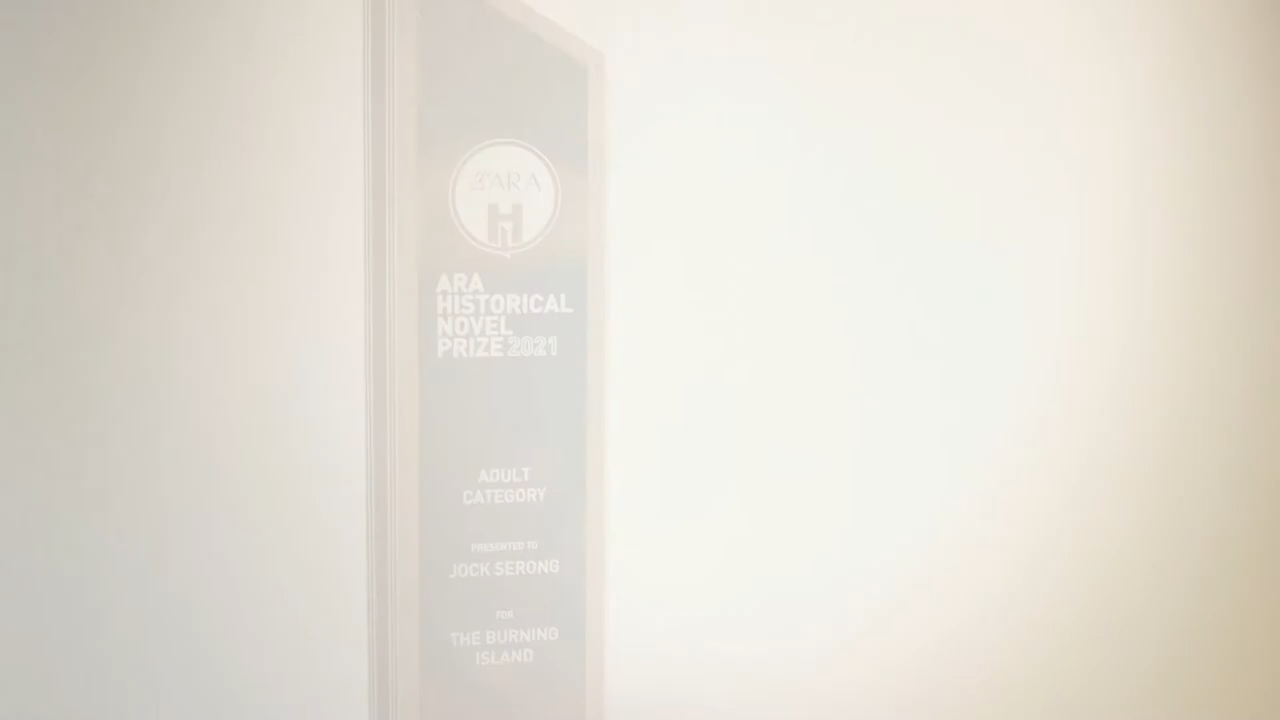 ARA
H
ARA
HISTORICAL
NOVEL
PRIZE 2021
ADULT
CATEGORY
PRESENTED TO
JOCK SERONG
FOR
THE BURNING
ISLAND